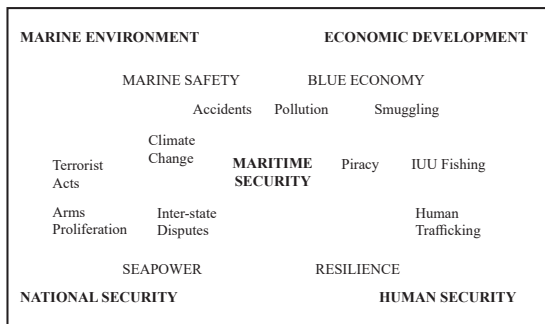 MARINE ENVIRONMENT ECONOMIC DEVELOPMENT
MARINE SAFETY BLUE ECONOMY
Accidents Pollution Smuggling
Climate
Change
Terrorist
Acts
MARITIME
SECURITY
Piracy IUU Fishing
Arms
Proliferation
Inter-state
Disputes
Human
Trafficking
SEAPOWER RESILIENCE
NATIONAL SECURITY HUMAN SECURITY